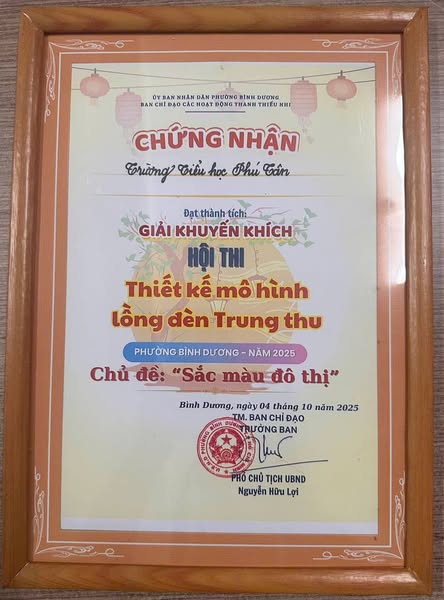 ỦY BAN NHÂN DÂN PHƯỜNG BÌNH DƯƠNG
BAN CHỈ ĐẠO CÁC HOẠT ĐỘNG THANH THIẾU NHI
CHỨNG NHẬN
Trường Tiểu học Phú Tân
Đạt thành tích:
GIẢI KHUYẾN KHÍCH
HỘI THI
Thiết kế mô hình
lồng đèn Trung thu
PHƯỜNG BÌNH DƯƠNG - NĂM 2025
Chủ đề: "Sắc màu đô thị"
Bình Dương, ngày 04 tháng 10 năm 2025
TM. BAN CHỈ ĐẠO
TRƯỞNG BAN
PHÓ CHỦ TỊCH UBND
Nguyễn Hữu Lợi